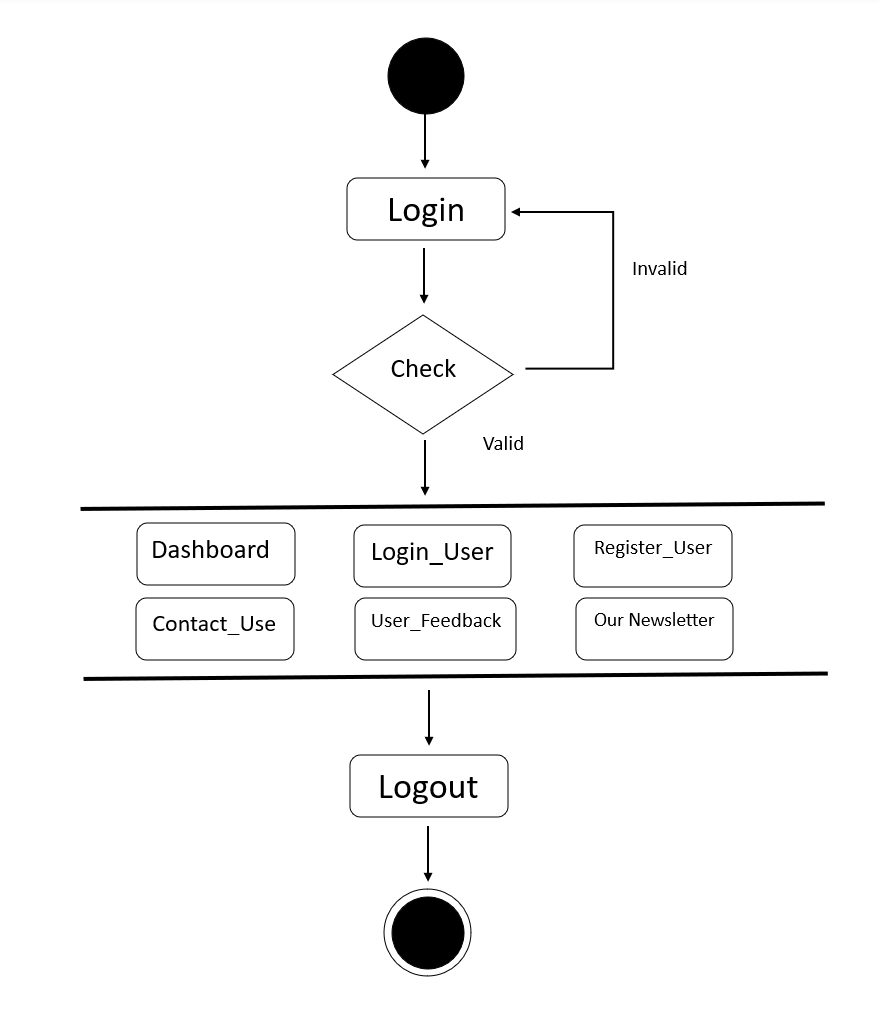 Login
Invalid
Check
Valid
Dashboard
Login_User
Register_User
Contact_Use
User_Feedback
Our Newsletter
Logout